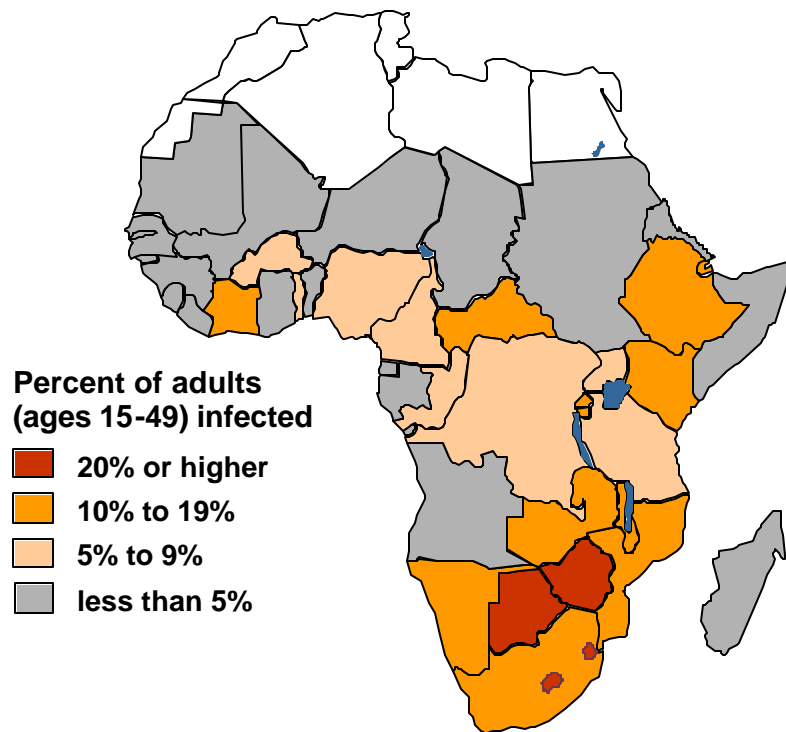 Percent of adults
(ages 15-49) infected
20% or higher
10% to 19%
5% to 9%
less than 5%